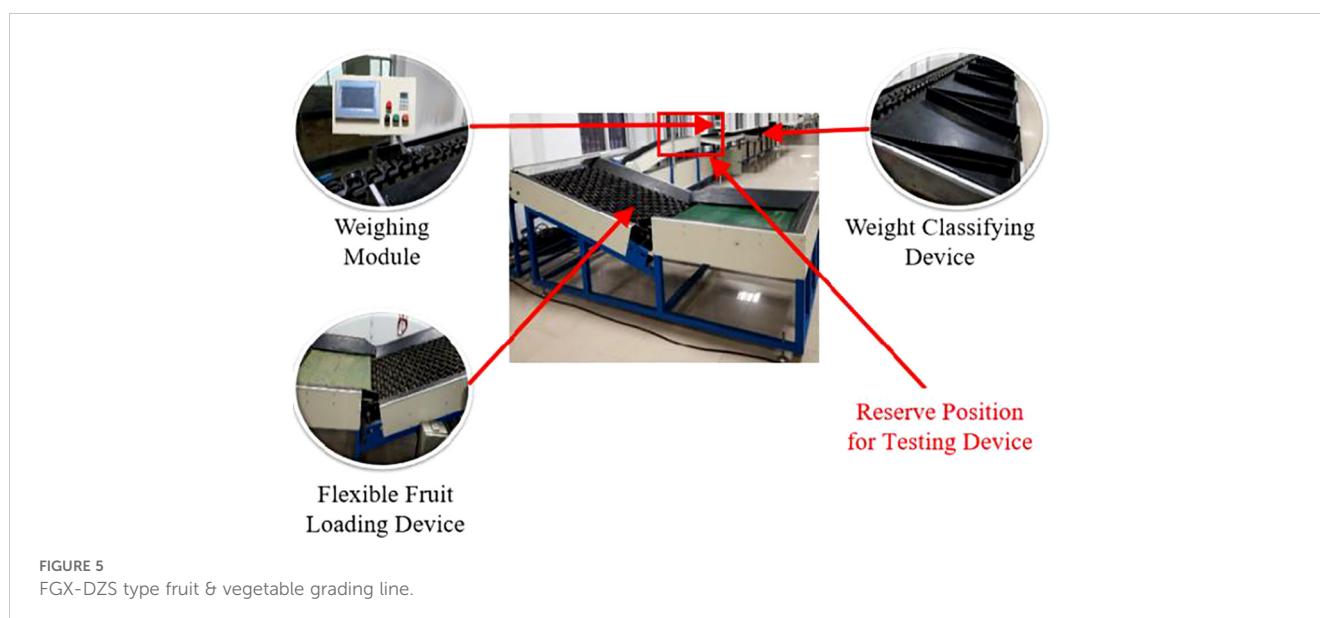 Weighing
Module
Weight Classifying
Device
Reserve Position
for Testing Device
Flexible Fruit
Loading Device
FIGURE 5
FGX-DZS type fruit & vegetable grading line.